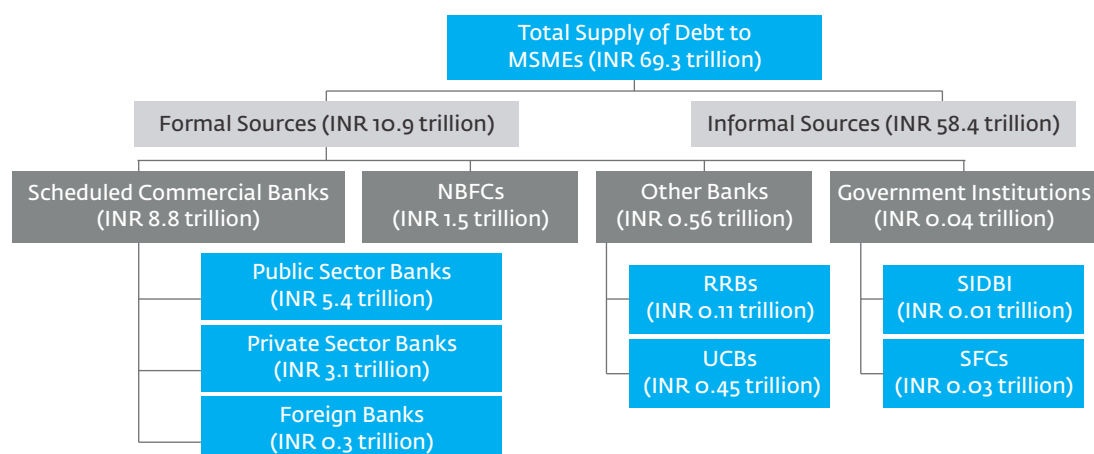 Total Supply of Debt to
MSMEs (INR 69.3 trillion)
Formal Sources (INR 10.9 trillion)
Informal Sources (INR 58.4 trillion)
Scheduled Commercial Banks
(INR 8.8 trillion)
NBFCs
(INR 1.5 trillion)
Other Banks
(INR 0.56 trillion)
Government Institutions
(INR 0.04 trillion)
Public Sector Banks
(INR 5.4 trillion)
Private Sector Banks
(INR 3.1 trillion)
Foreign Banks
(INR 0.3 trillion)
RRBs
(INR 0.11 trillion)
UCBs
(INR 0.45 trillion)
SIDBI
(INR 0.01 trillion)
SFCs
(INR 0.03 trillion)